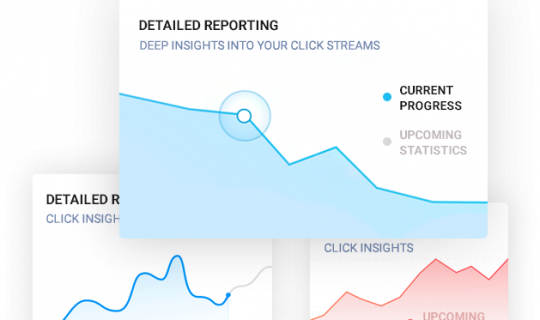 DETAILED REPORTING
DEEP INSIGHTS INTO YOUR CLICK STREAMS
CURRENT
PROGRESS
UPCOMING
STATISTICS
DETAILED R
CLICK INSIGH
CLICK INSIGHTS
UPCOMING